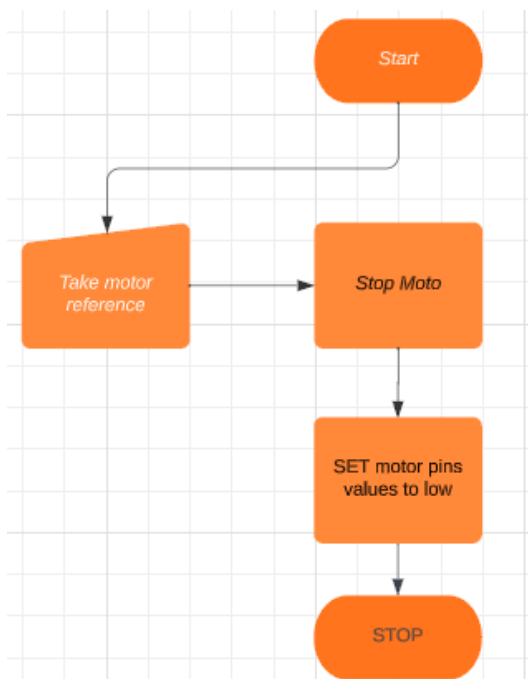 Start
Take motor
reference
Stop Moto
SET motor pins
values to low
STOP